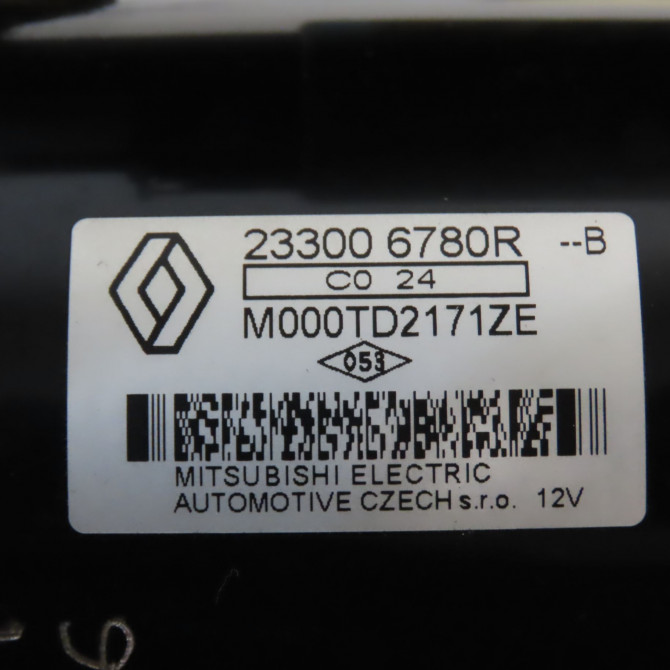 23300 6780R --B
C0 24
M000TD2171ZE
053
MITSUBISHI ELECTRIC
AUTOMOTIVE CZECH s.r.o. 12V